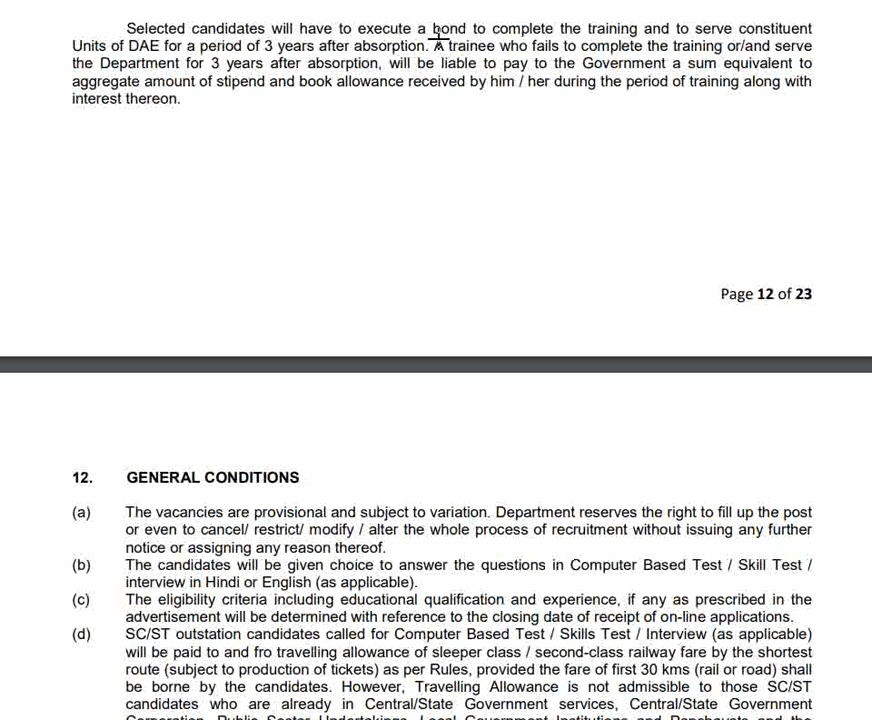 Selected candidates will have to execute a bond to complete the training and to serve constituent
Units of DAE for a period of 3 years after absorption. A trainee who fails to complete the training or/and serve
the Department for 3 years after absorption, will be liable to pay to the Government a sum equivalent to
aggregate amount of stipend and book allowance received by him / her during the period of training along with
interest thereon.
Page 12 of 23
12. GENERAL CONDITIONS
(a) The vacancies are provisional and subject to variation. Department reserves the right to fill up the post
or even to cancel/ restrict/ modify / alter the whole process of recruitment without issuing any further
notice or assigning any reason thereof.
(b) The candidates will be given choice to answer the questions in Computer Based Test / Skill Test /
interview in Hindi or English (as applicable).
(c) The eligibility criteria including educational qualification and experience, if any as prescribed in the
advertisement will be determined with reference to the closing date of receipt of on-line applications.
(d) SC/ST outstation candidates called for Computer Based Test / Skills Test / Interview (as applicable)
will be paid to and fro travelling allowance of sleeper class / second-class railway fare by the shortest
route (subject to production of tickets) as per Rules, provided the fare of first 30 kms (rail or road) shall
be borne by the candidates. However, Travelling Allowance is not admissible to those SC/ST
candidates who are already in Central/State Government services, Central/State Government
Corporation, Public Sector Undertakings, Local Government Institutions and Panchayats and the